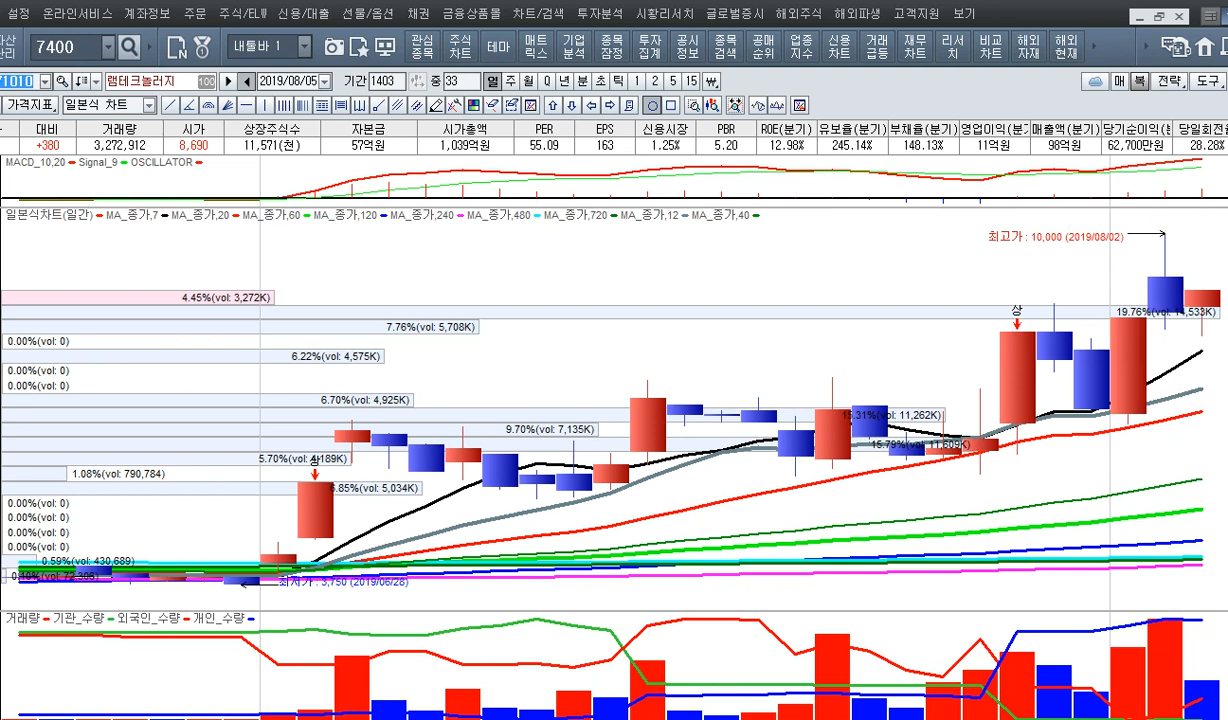 설정 온라인서비스 계좌정보 주문 주식/ELW 신용/대출 선물/옵션 채권 금융상품몰 차트/검색 투자분석 시황리서치 글로벌증시 해외주식 해외파생 고객지원 보기
7400 내툴바 1 관심종목 주식차트 테마 매트릭스 기업분석 종목잠정 투자집계 공시정보 종목검색 공매순위 업종지수 신용차트 거래급등 재무차트 리서치 비교차트 해외자재 해외현재
램테크놀러지 100 2019/08/05 기간 1403 중 33 일 주 월 Q 년 분 초 틱 1 2 5 15 매 복 전략 도구
가격지표 일본식 차트
대비 거래량 시가 상장주식수 자본금 시가총액 PER EPS 신용시장 PBR ROE(분기) 유보율(분기) 부채율(분기) 영업이익(분기 매출액(분기) 당기순이익(분 당일회전율
+380 3,272,912 8,690 11,571(천) 57억원 1,039억원 55.09 163 1.25% 5.20 12.98% 245.14% 148.13% 11억원 98억원 62,700만원 28.28%
MACD_10,20 Signal_9 OSCILLATOR
일본식차트(일간) MA_종가,7 MA_종가,20 MA_종가,60 MA_종가,120 MA_종가,240 MA_종가,480 MA_종가,720 MA_종가,12 MA_종가,40
최고가 : 10,000 (2019/08/02)
4.45%(vol: 3,272K)
상
19.76%(vol: 14,533K)
7.76%(vol: 5,708K)
0.00%(vol: 0)
6.22%(vol: 4,575K)
0.00%(vol: 0)
0.00%(vol: 0)
6.70%(vol: 4,925K)
15.31%(vol: 11,262K)
9.70%(vol: 7,135K)
15.79%(vol: 11,609K)
5.70%(vol: 4,189K)
상
1.08%(vol: 790,784)
6.85%(vol: 5,034K)
0.00%(vol: 0)
0.00%(vol: 0)
0.00%(vol: 0)
0.00%(vol: 0)
0.59%(vol: 430,689)
최저가 : 3,750 (2019/06/28)
거래량 기관_수량 외국인_수량 개인_수량